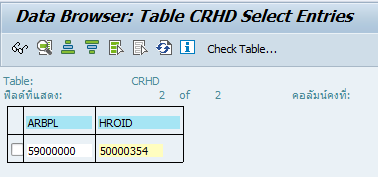 Data Browser: Table CRHD Select Entries
Check Table...
Table: CRHD
ฟิลด์ที่แสดง: 2 of 2 คอลัมน์คงที่:
ARBPL HROID
59000000 50000354